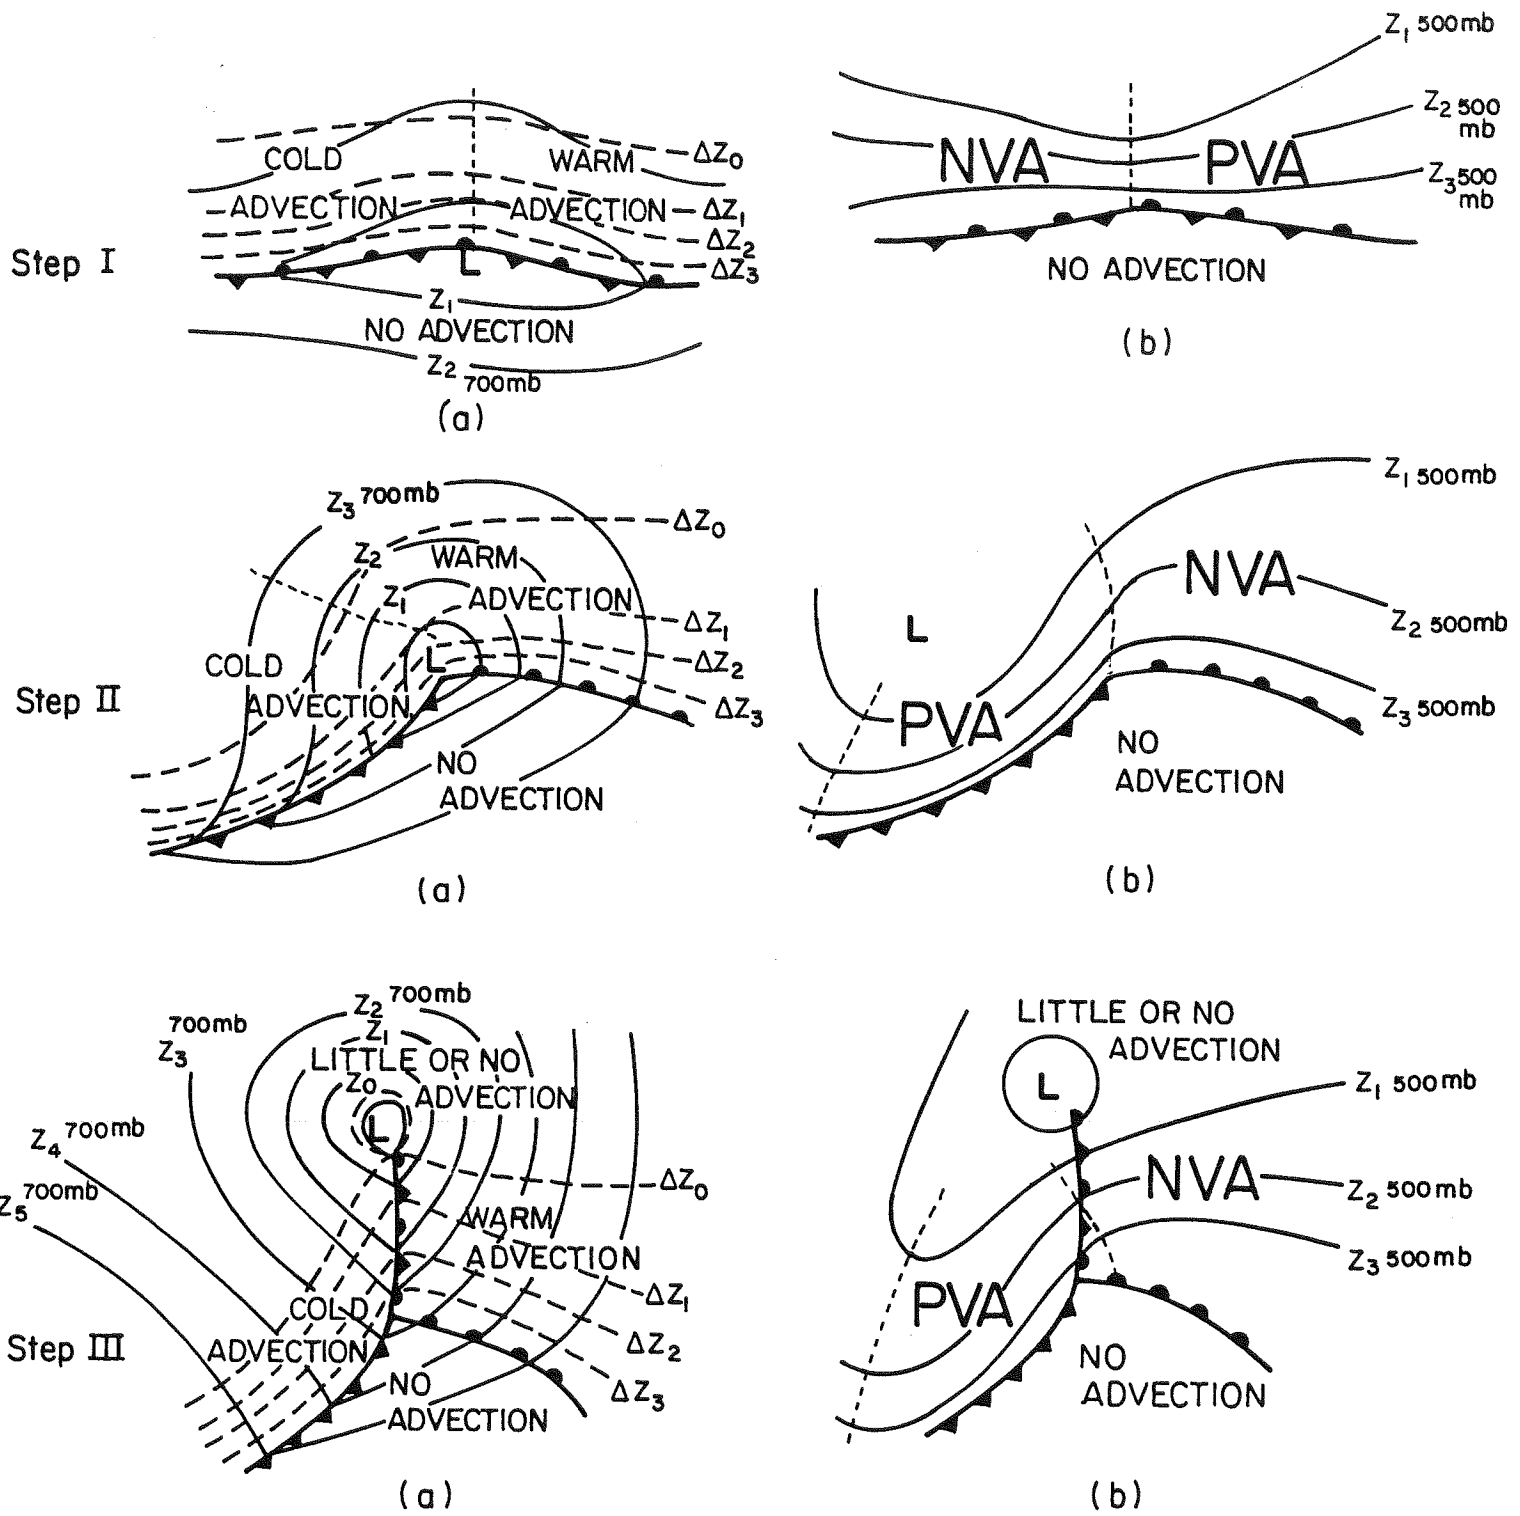 Step I
COLD
WARM
ΔZ0
ADVECTION
ADVECTION
ΔZ1
ΔZ2
ΔZ3
L
Z1
NO ADVECTION
Z2 700mb
(a)
Z1 500mb
Z2 500
mb
NVA
PVA
Z3 500
mb
NO ADVECTION
(b)
Step II
Z3 700mb
ΔZ0
Z2
WARM
Z1
ADVECTION
ΔZ1
COLD
L
ΔZ2
ADVECTION
ΔZ3
NO
ADVECTION
(a)
Z1 500mb
NVA
L
Z2 500mb
PVA
Z3 500mb
NO
ADVECTION
(b)
Step III
Z2 700mb
700mb
Z3
Z1
LITTLE OR NO
Z0
ADVECTION
L
Z4 700mb
Z5 700mb
ΔZ0
WARM
ADVECTION
ΔZ1
COLD
ADVECTION
ΔZ2
NO
ΔZ3
ADVECTION
(a)
LITTLE OR NO
ADVECTION
L
Z1 500mb
NVA
Z2 500mb
Z3 500mb
PVA
NO
ADVECTION
(b)